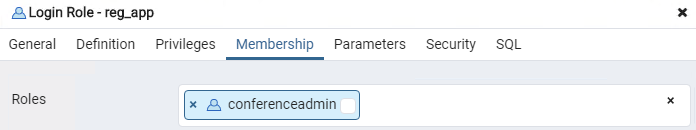 Login Role - reg_app
General Definition Privileges Membership Parameters Security SQL
Roles conferenceadmin